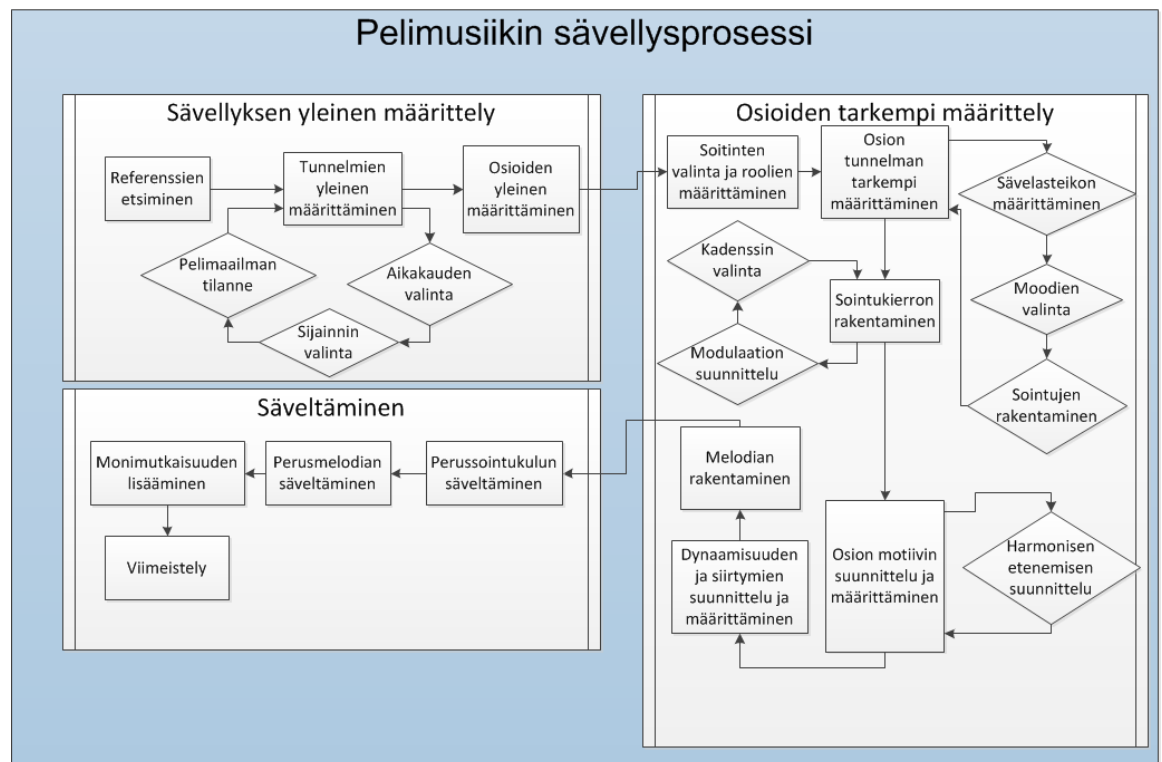 Pelimusiikin sävellysprosessi
Sävellyksen yleinen määrittely
Referenssien
etsiminen
Tunnelmien
yleinen
määrittäminen
Osioiden
yleinen
määrittäminen
Pelimaailman
tilanne
Aikakauden
valinta
Sijainnin
valinta
Osioiden tarkempi määrittely
Soitinten
valinta ja roolien
määrittäminen
Osion
tunnelman
tarkempi
määrittäminen
Sävelasteikon
määrittäminen
Kadenssin
valinta
Moodien
valinta
Sointukierron
rakentaminen
Modulaation
suunnittelu
Sointujen
rakentaminen
Melodian
rakentaminen
Dynaamisuuden
ja siirtymien
suunnittelu ja
määrittäminen
Osion motiivin
suunnittelu ja
määrittäminen
Harmonisen
etenemisen
suunnittelu
Säveltäminen
Monimutkaisuuden
lisääminen
Perusmelodian
säveltäminen
Perussointukulun
säveltäminen
Viimeistely